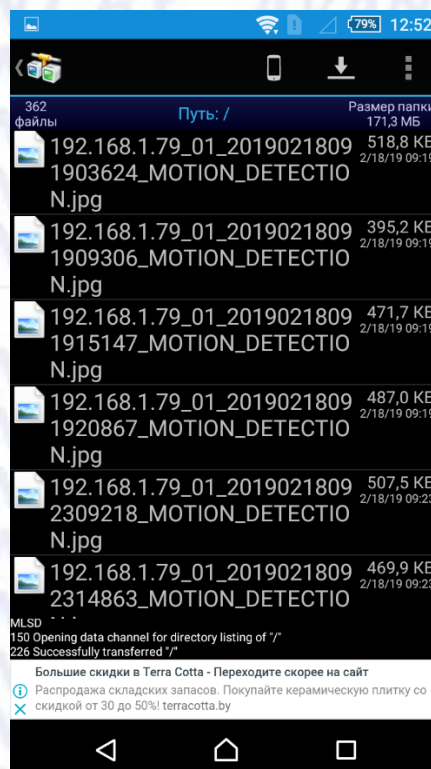 79% 12:52
362 Путь: / Размер папки
файлы 171,3 МБ
192.168.1.79_01_2019021809 518,8 КБ
1903624_MOTION_DETECTIO 2/18/19 09:19
N.jpg
192.168.1.79_01_2019021809 395,2 КБ
1909306_MOTION_DETECTIO 2/18/19 09:19
N.jpg
192.168.1.79_01_2019021809 471,7 КБ
1915147_MOTION_DETECTIO 2/18/19 09:19
N.jpg
192.168.1.79_01_2019021809 487,0 КБ
1920867_MOTION_DETECTIO 2/18/19 09:19
N.jpg
192.168.1.79_01_2019021809 507,5 КБ
2309218_MOTION_DETECTIO 2/18/19 09:23
N.jpg
192.168.1.79_01_2019021809 469,9 КБ
2314863_MOTION_DETECTIO 2/18/19 09:23
MLSD
150 Opening data channel for directory listing of "/"
226 Successfully transferred "/"
Большие скидки в Terra Cotta - Переходите скорее на сайт
Распродажа складских запасов. Покупайте керамическую плитку со
скидкой от 30 до 50%! terracotta.by